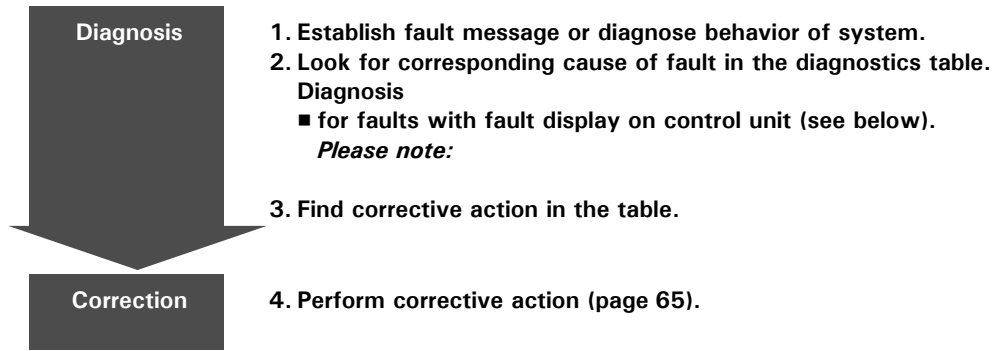 Diagnosis
1. Establish fault message or diagnose behavior of system.
2. Look for corresponding cause of fault in the diagnostics table.
Diagnosis
■ for faults with fault display on control unit (see below).
Please note:
3. Find corrective action in the table.
Correction
4. Perform corrective action (page 65).